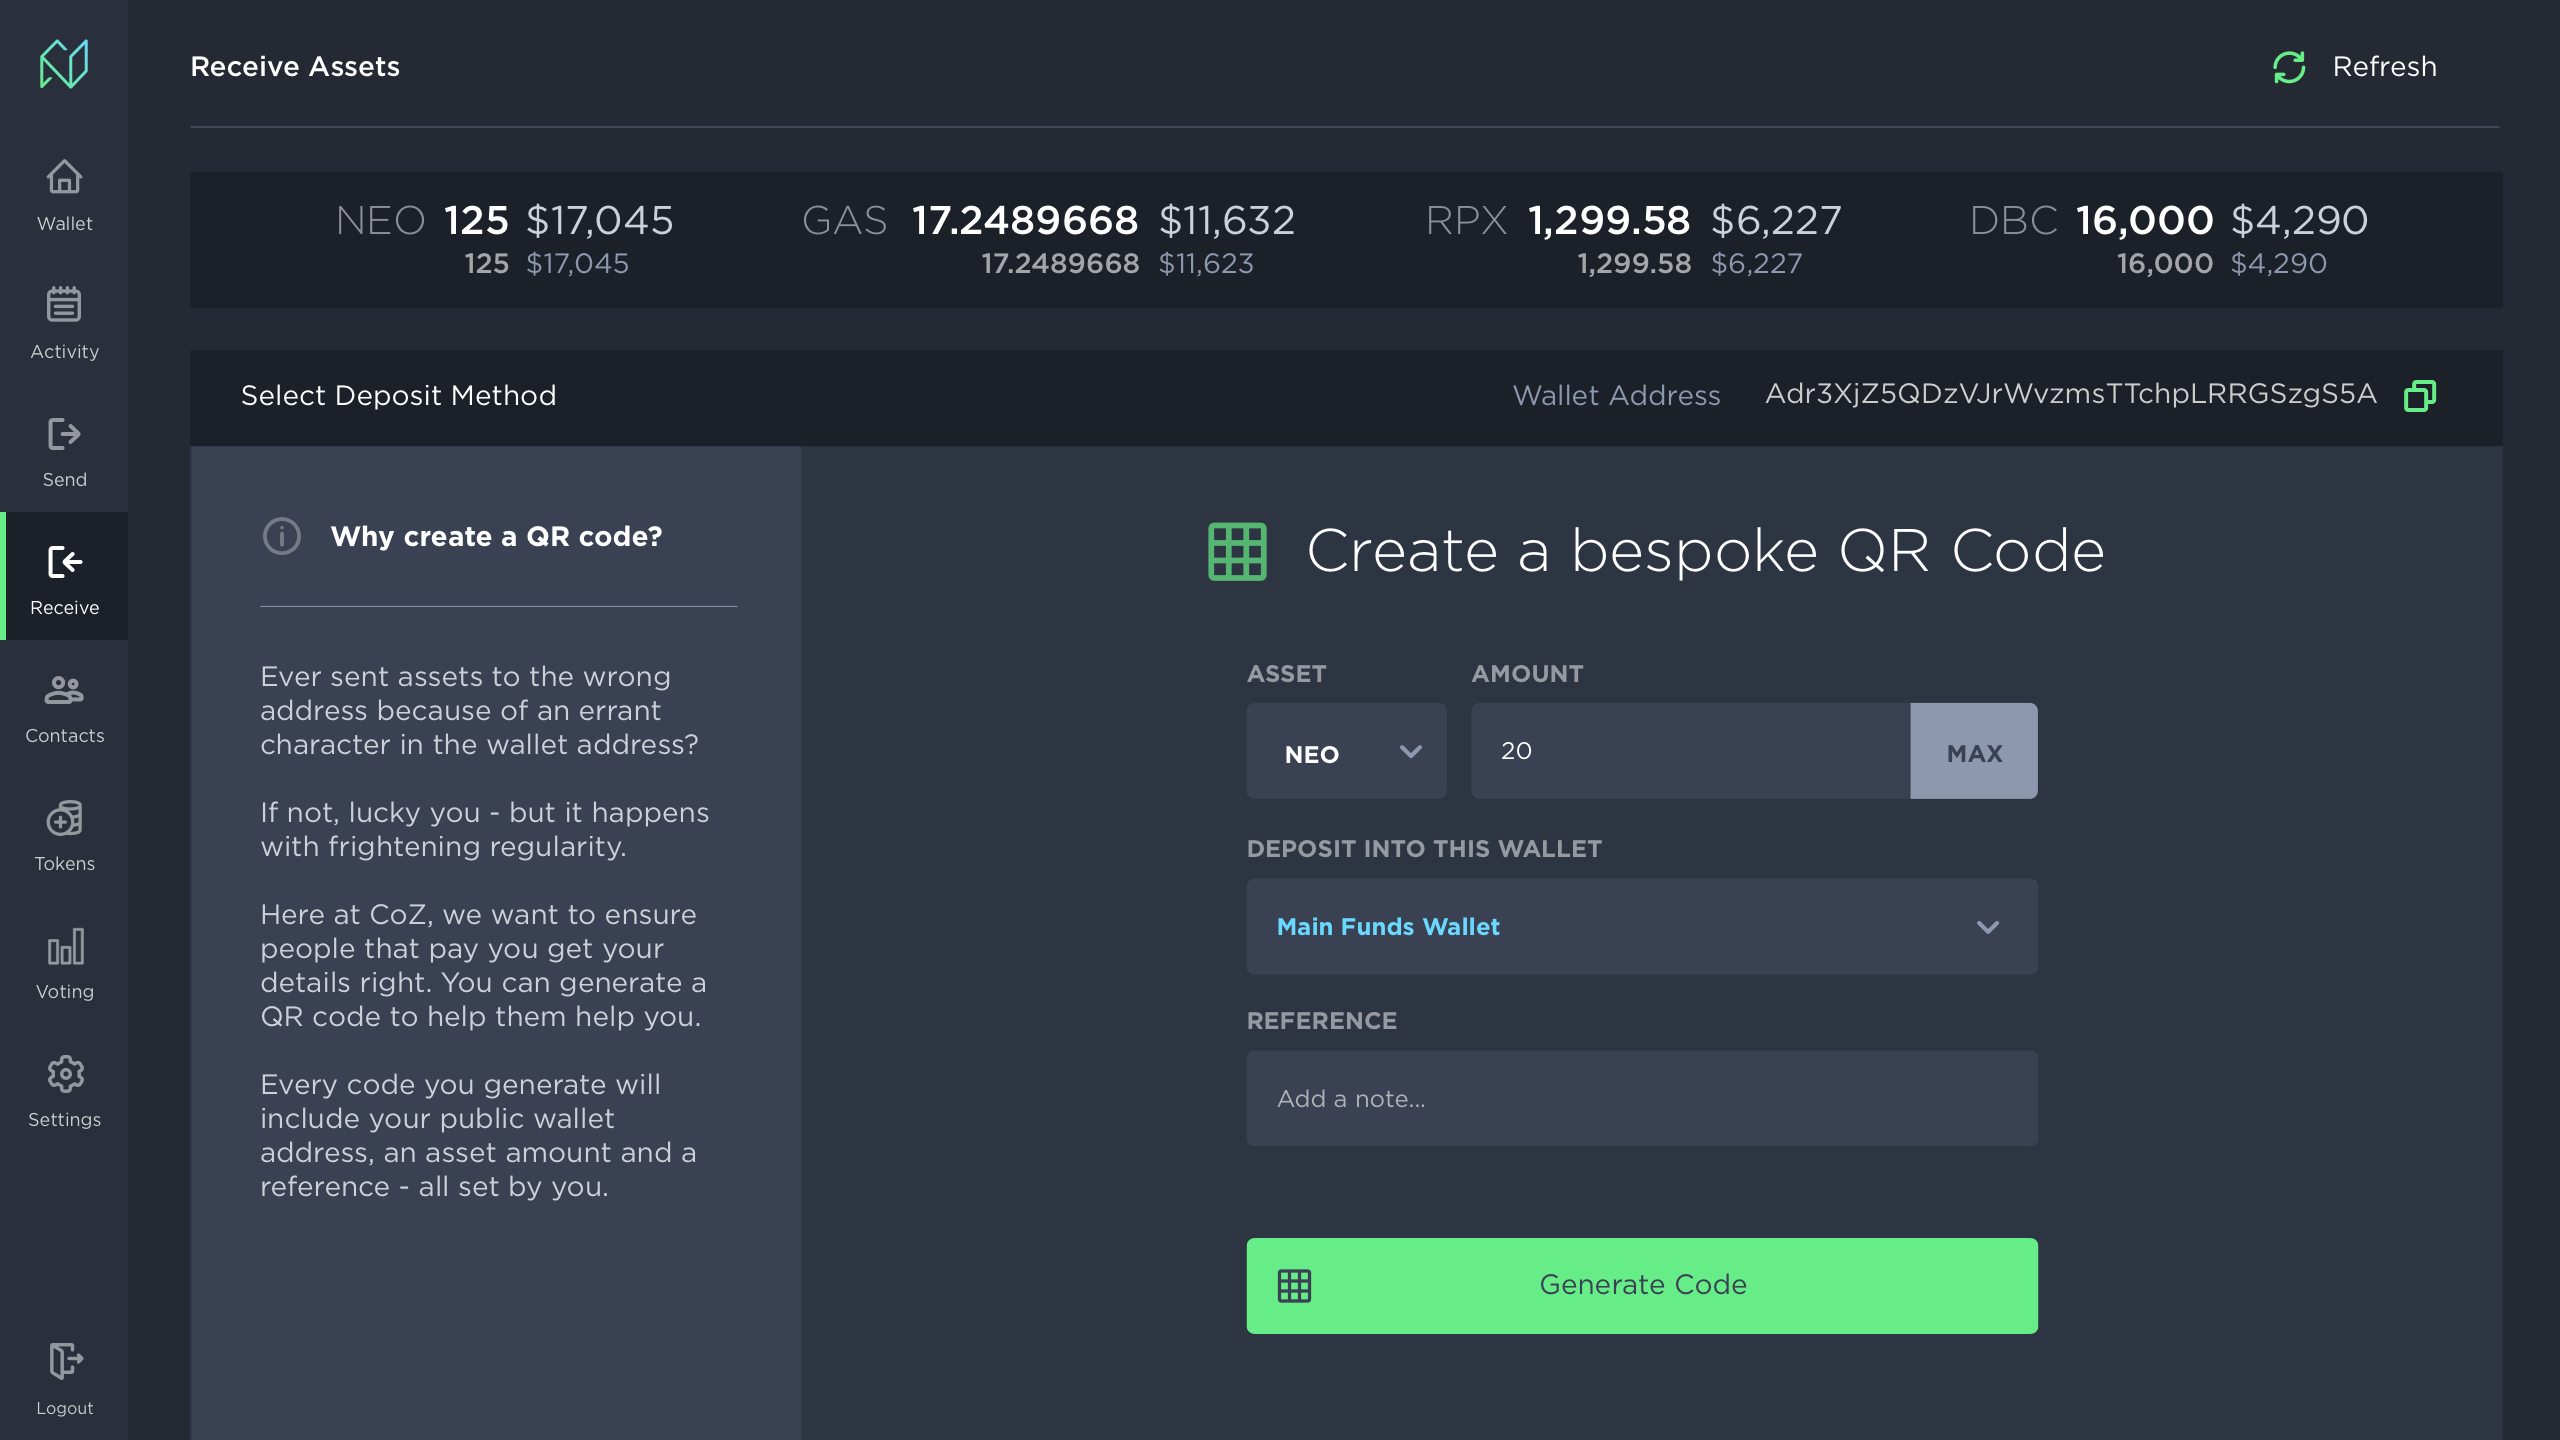 Receive Assets
Refresh
Wallet
Activity
Send
Receive
Contacts
Tokens
Voting
Settings
Logout
NEO 125 $17,045
125 $17,045
GAS 17.2489668 $11,632
17.2489668 $11,623
RPX 1,299.58 $6,227
1,299.58 $6,227
DBC 16,000 $4,290
16,000 $4,290
Select Deposit Method
Wallet Address Adr3XjZ5QDzVJrWvzmsTTchpLRRGSzgS5A
Why create a QR code?
Ever sent assets to the wrong
address because of an errant
character in the wallet address?
If not, lucky you - but it happens
with frightening regularity.
Here at CoZ, we want to ensure
people that pay you get your
details right. You can generate a
QR code to help them help you.
Every code you generate will
include your public wallet
address, an asset amount and a
reference - all set by you.
Create a bespoke QR Code
ASSET AMOUNT
NEO 20 MAX
DEPOSIT INTO THIS WALLET
Main Funds Wallet
REFERENCE
Add a note...
Generate Code